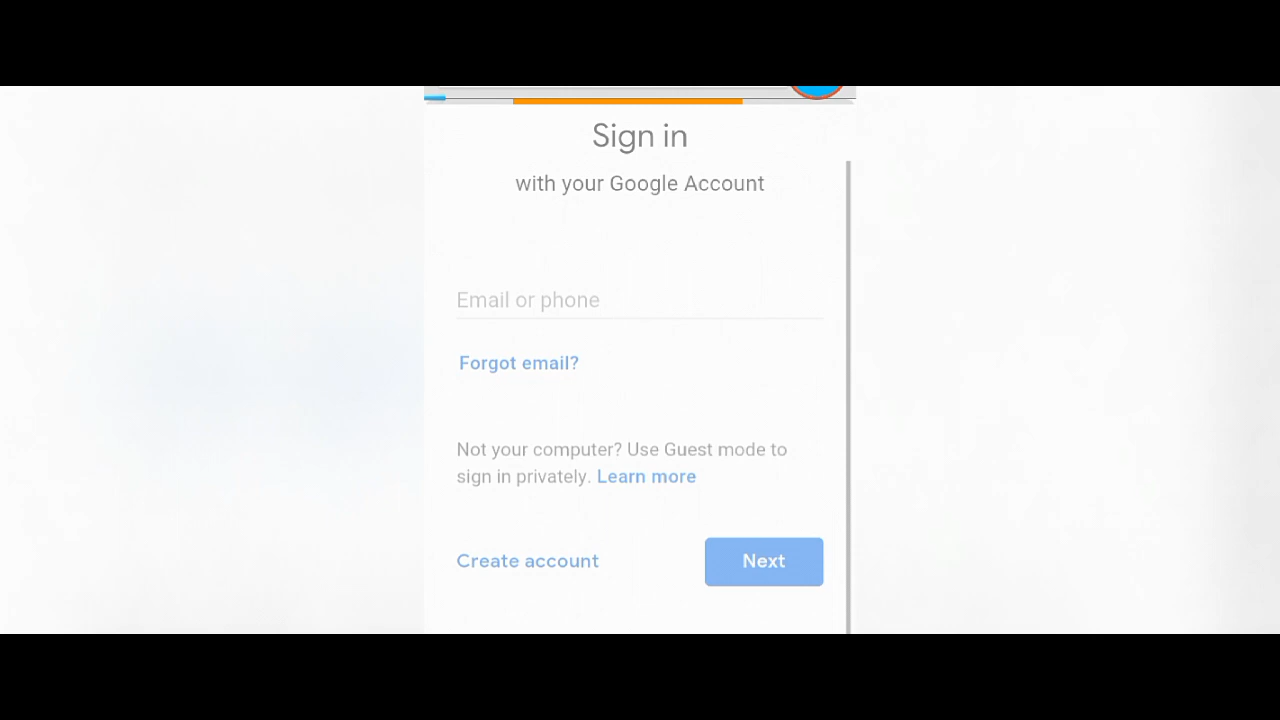 Sign in
with your Google Account
Email or phone
Forgot email?
Not your computer? Use Guest mode to
sign in privately. Learn more
Create account
Next